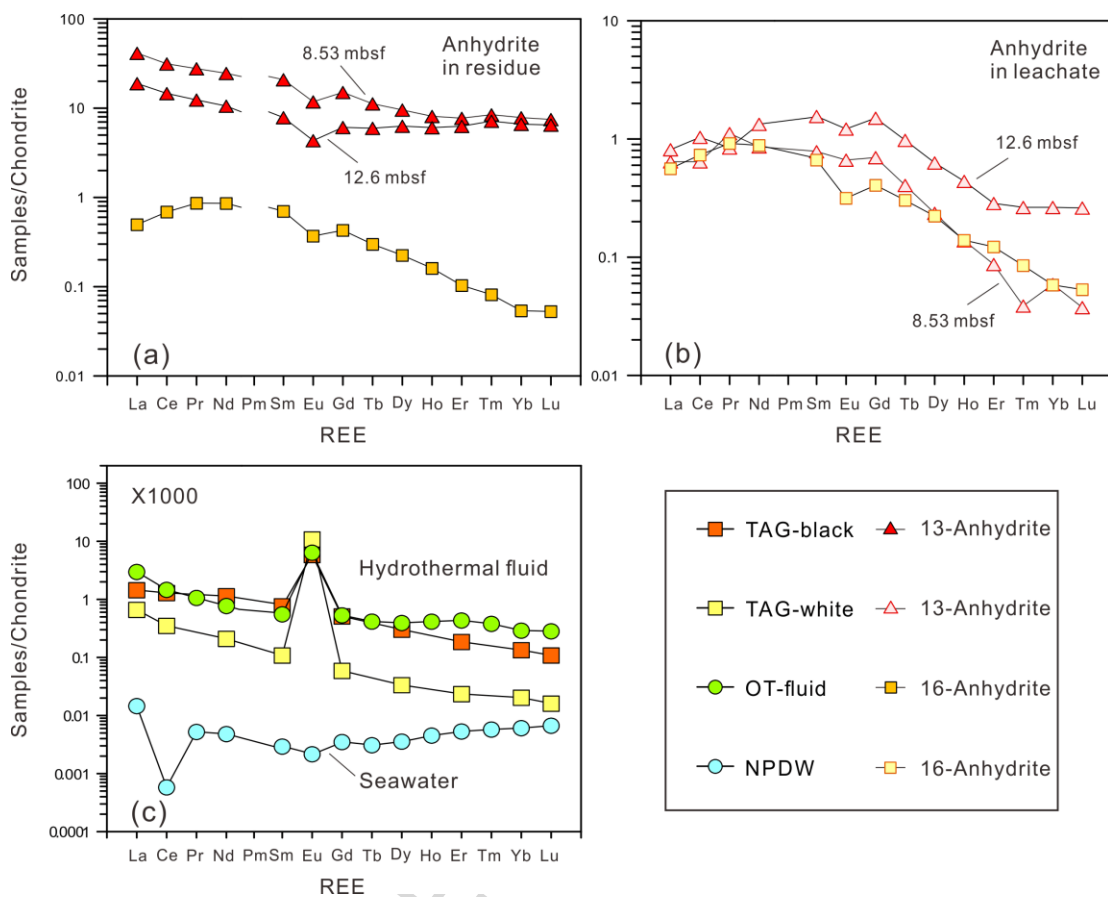 100
10
1
0.1
0.01
Samples/Chondrite
8.53 mbsf
Anhydrite
in residue
12.6 mbsf
(a)
La Ce Pr Nd Pm Sm Eu Gd Tb Dy Ho Er Tm Yb Lu
REE
10
1
0.1
0.01
Anhydrite
in leachate
12.6 mbsf
8.53 mbsf
(b)
La Ce Pr Nd Pm Sm Eu Gd Tb Dy Ho Er Tm Yb Lu
REE
100
10
1
0.1
0.01
0.001
0.0001
Samples/Chondrite
X1000
Hydrothermal fluid
Seawater
(c)
La Ce Pr Nd Pm Sm Eu Gd Tb Dy Ho Er Tm Yb Lu
REE
TAG-black 13-Anhydrite
TAG-white 13-Anhydrite
OT-fluid 16-Anhydrite
NPDW 16-Anhydrite